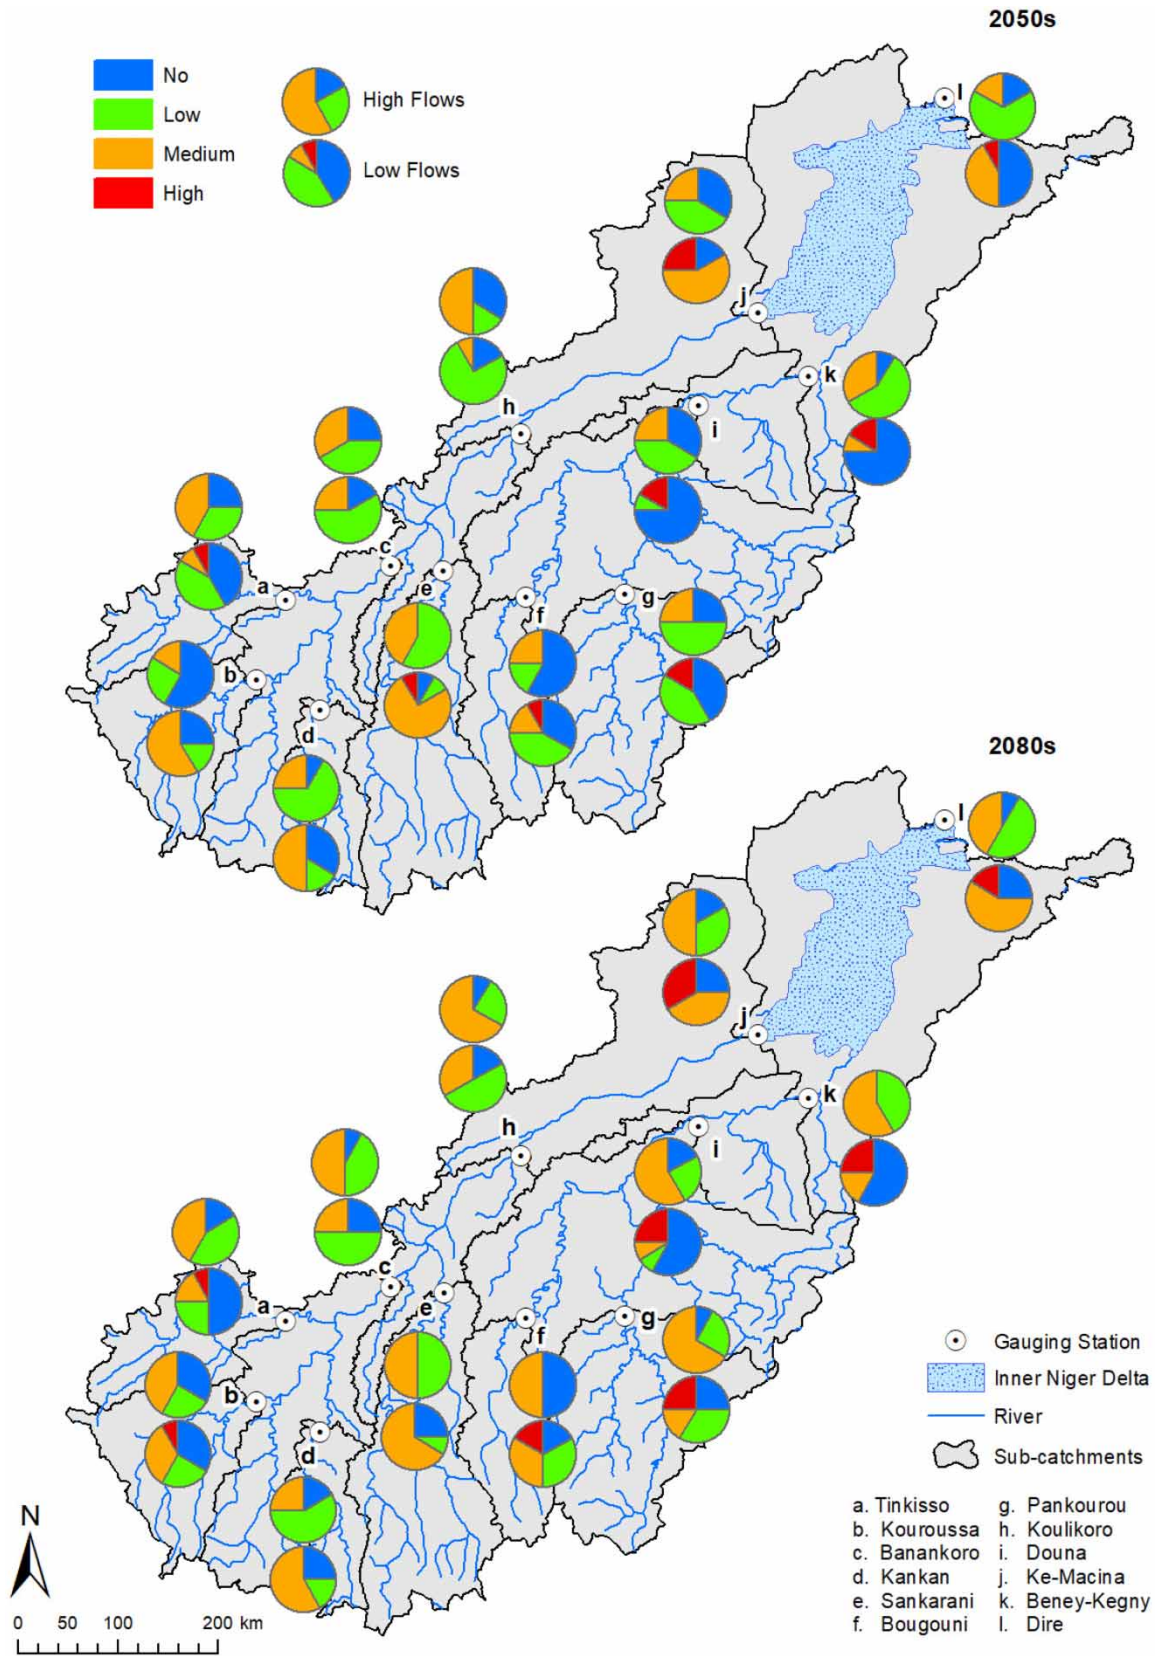 2050s
No
Low
Medium
High
High Flows
Low Flows
l
j
k
h
i
c
e
a
f
g
b
d
2080s
l
j
k
h
i
c
e
a
f
g
b
d
Gauging Station
Inner Niger Delta
River
Sub-catchments
N
0 50 100 200 km
a. Tinkisso g. Pankourou
b. Kouroussa h. Koulikoro
c. Banankoro i. Douna
d. Kankan j. Ke-Macina
e. Sankarani k. Beney-Kegny
f. Bougouni l. Dire